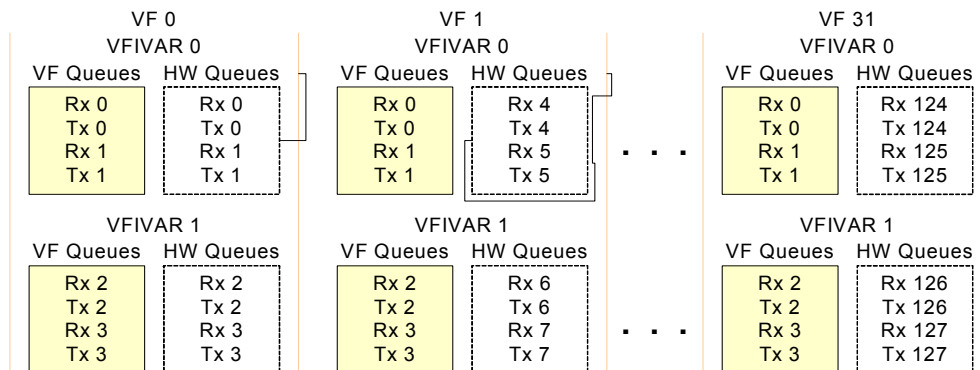 VF 0
VFIVAR 0
VF Queues HW Queues
Rx 0
Tx 0
Rx 1
Tx 1
Rx 0
Tx 0
Rx 1
Tx 1
VFIVAR 1
VF Queues HW Queues
Rx 2
Tx 2
Rx 3
Tx 3
Rx 2
Tx 2
Rx 3
Tx 3
VF 1
VFIVAR 0
VF Queues HW Queues
Rx 0
Tx 0
Rx 1
Tx 1
Rx 4
Tx 4
Rx 5
Tx 5
VFIVAR 1
VF Queues HW Queues
Rx 2
Tx 2
Rx 3
Tx 3
Rx 6
Tx 6
Rx 7
Tx 7
. . .
. . .
VF 31
VFIVAR 0
VF Queues HW Queues
Rx 0
Tx 0
Rx 1
Tx 1
Rx 124
Tx 124
Rx 125
Tx 125
VFIVAR 1
VF Queues HW Queues
Rx 2
Tx 2
Rx 3
Tx 3
Rx 126
Tx 126
Rx 127
Tx 127